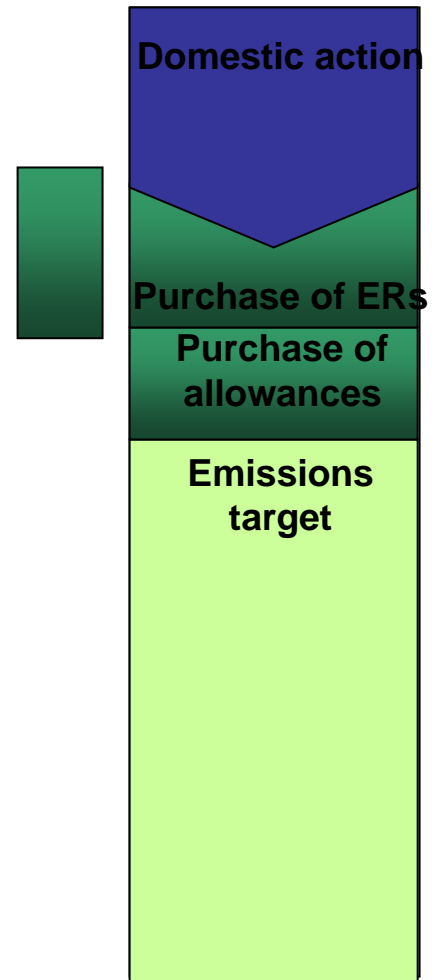 Domestic action
Purchase of ERs
Purchase of
allowances
Emissions
target